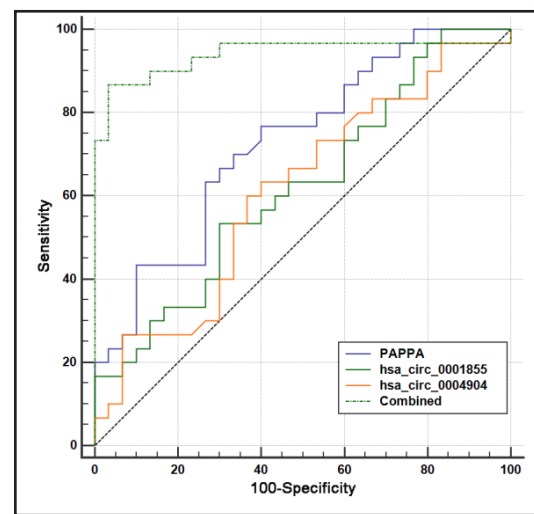 100
80
60
40
20
0
Sensitivity
PAPPA
hsa_circ_0001855
hsa_circ_0004904
Combined
0 20 40 60 80 100
100-Specificity